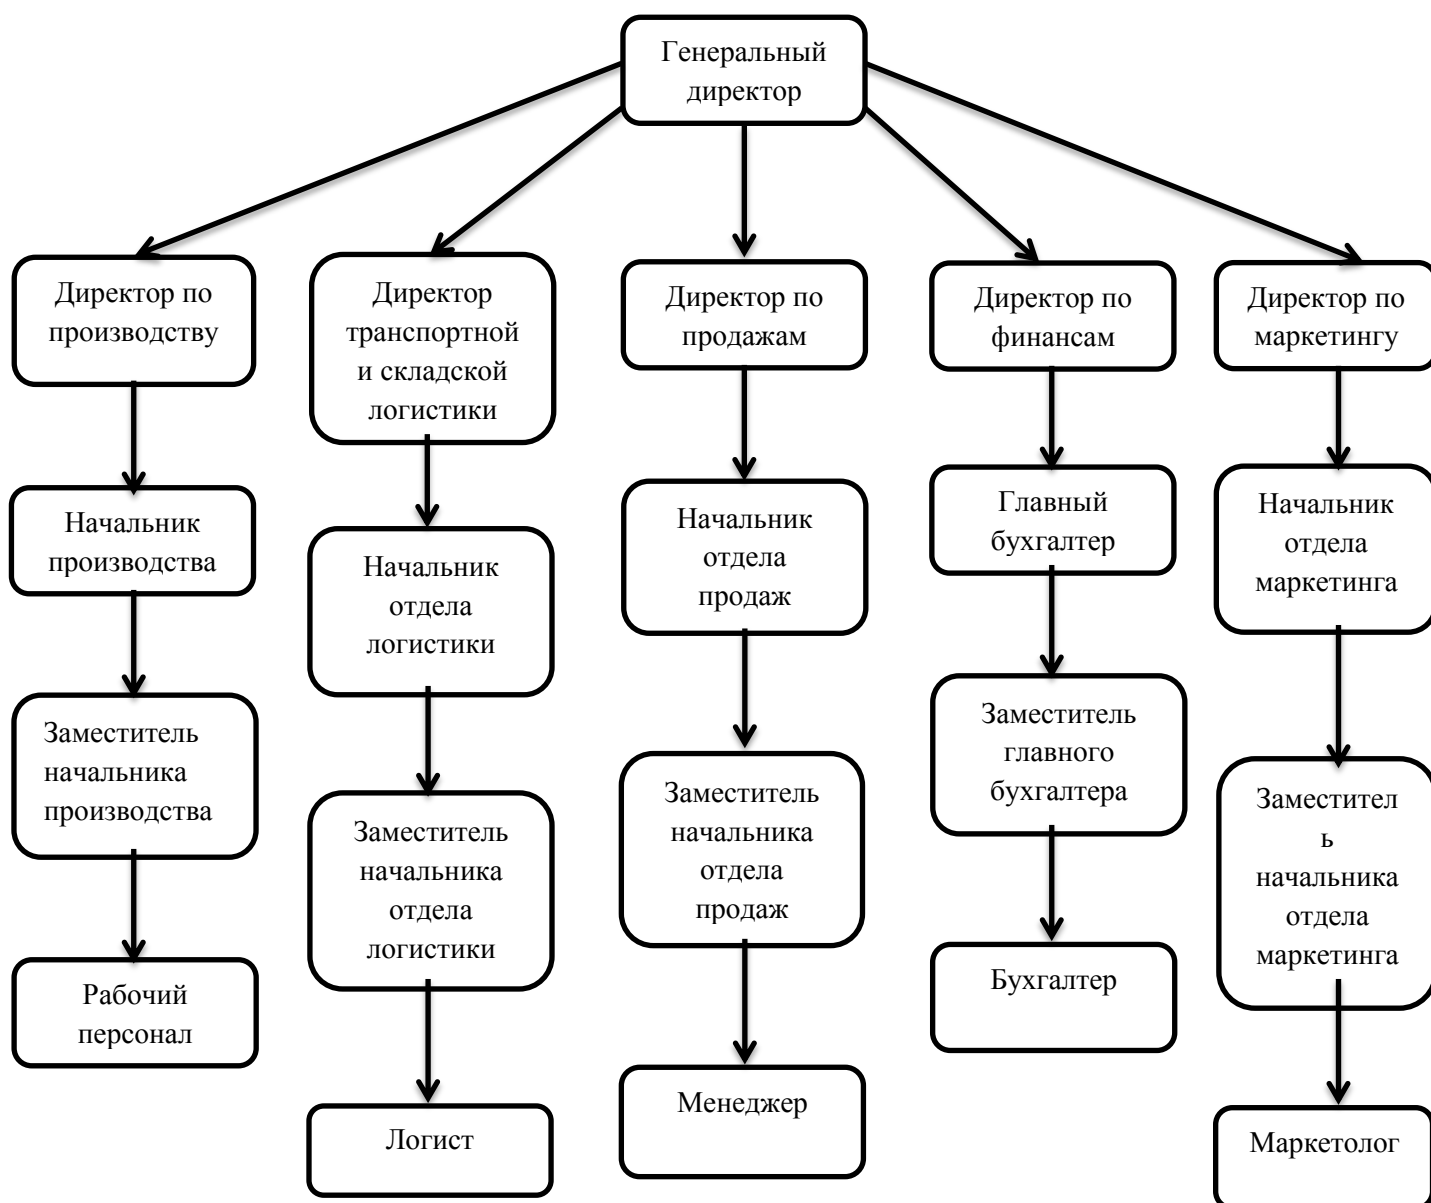 Генеральный
директор
Директор по
производству
Директор
транспортной
и складской
логистики
Директор по
продажам
Директор по
финансам
Директор по
маркетингу
Начальник
производства
Начальник
отдела
логистики
Начальник
отдела
продаж
Главный
бухгалтер
Начальник
отдела
маркетинга
Заместитель
начальника
производства
Заместитель
начальника
отдела
логистики
Заместитель
начальника
отдела
продаж
Заместитель
главного
бухгалтера
Заместител
ь
начальника
отдела
маркетинга
Рабочий
персонал
Логист
Менеджер
Бухгалтер
Маркетолог